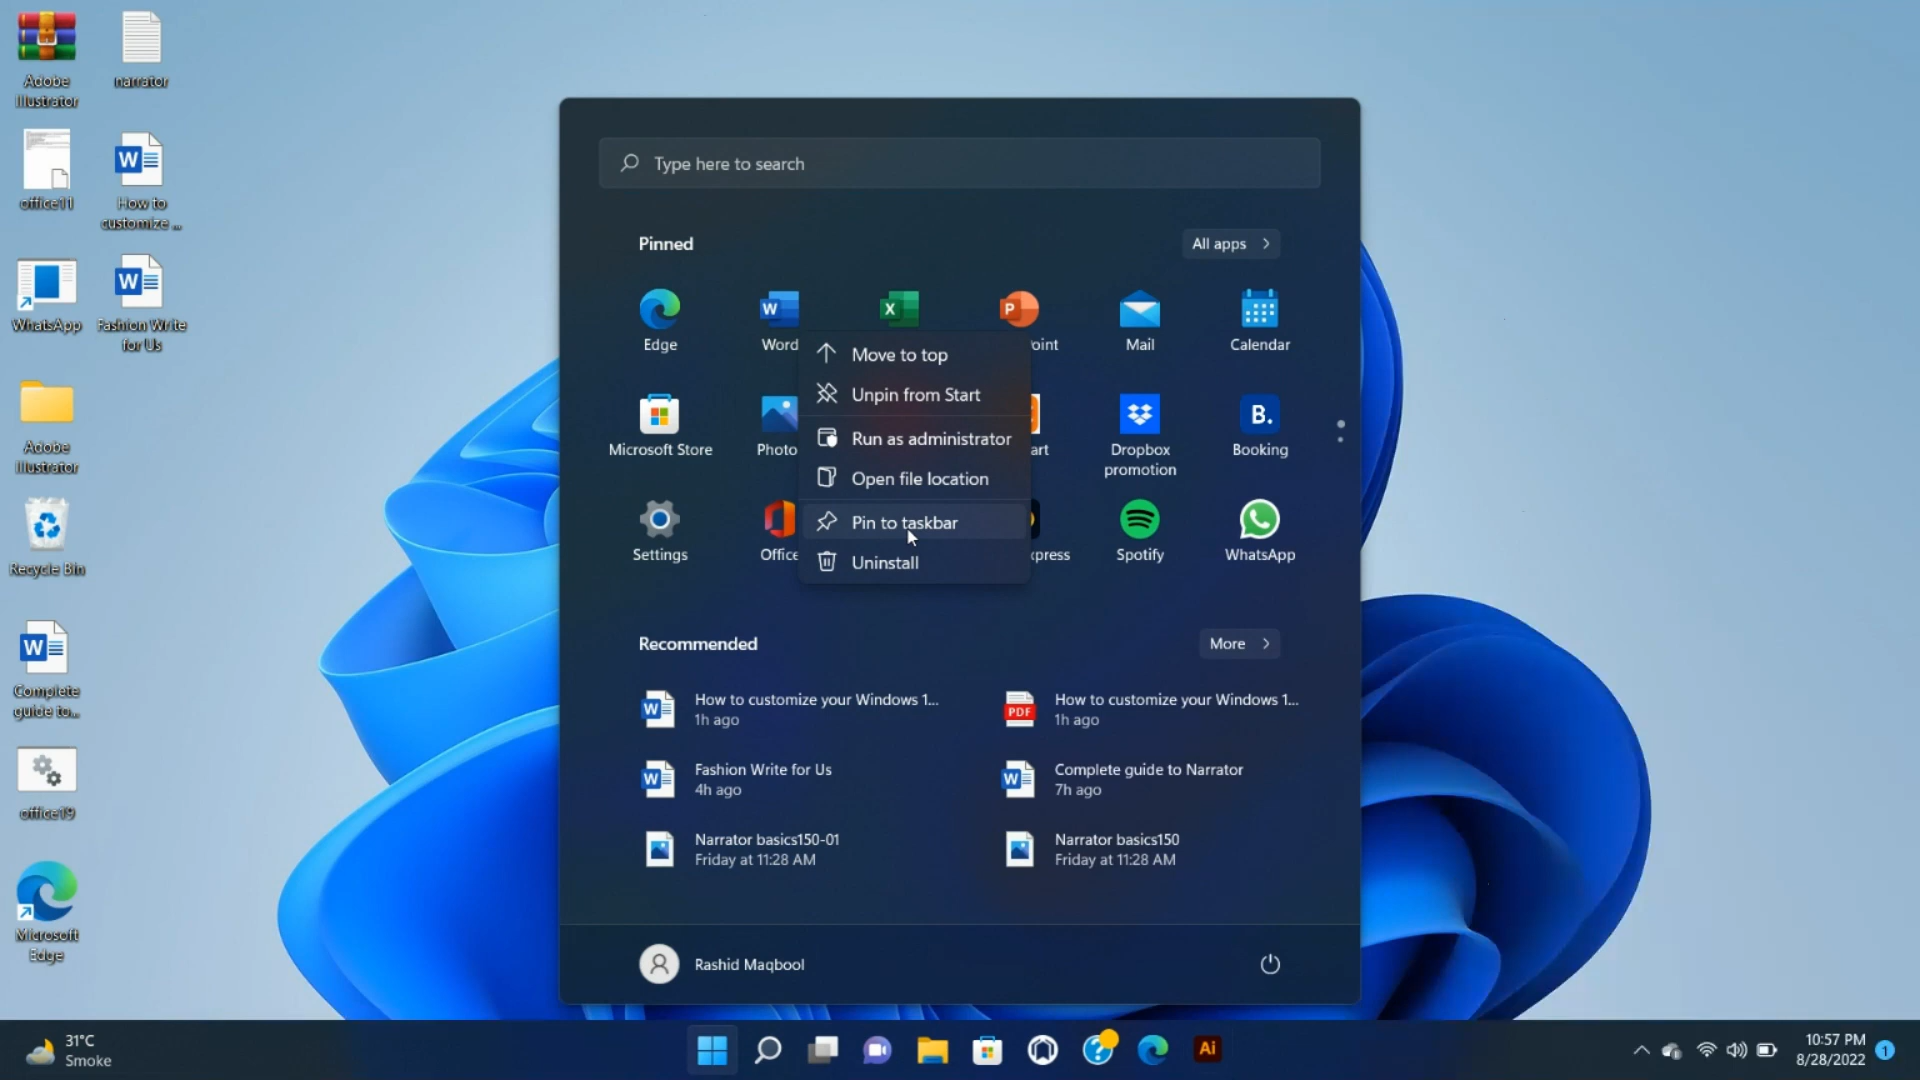 Adobe
Illustrator
narrator
office11
How to
customize ...
WhatsApp
Fashion Write
for Us
Adobe
Illustrator
Recycle Bin
Complete
guide to...
office19
Microsoft
Edge
Type here to search
Pinned
All apps
Edge
Word
oint
Mail
Calendar
Microsoft Store
Photo
art
Dropbox
promotion
B.
Booking
Settings
Office
xpress
Spotify
WhatsApp
Move to top
Unpin from Start
Run as administrator
Open file location
Pin to taskbar
Uninstall
Recommended
More
How to customize your Windows 1...
1h ago
PDF
How to customize your Windows 1...
1h ago
Fashion Write for Us
4h ago
Complete guide to Narrator
7h ago
Narrator basics150-01
Friday at 11:28 AM
Narrator basics150
Friday at 11:28 AM
Rashid Maqbool
31°C
Smoke
Ai
10:57 PM
8/28/2022
1